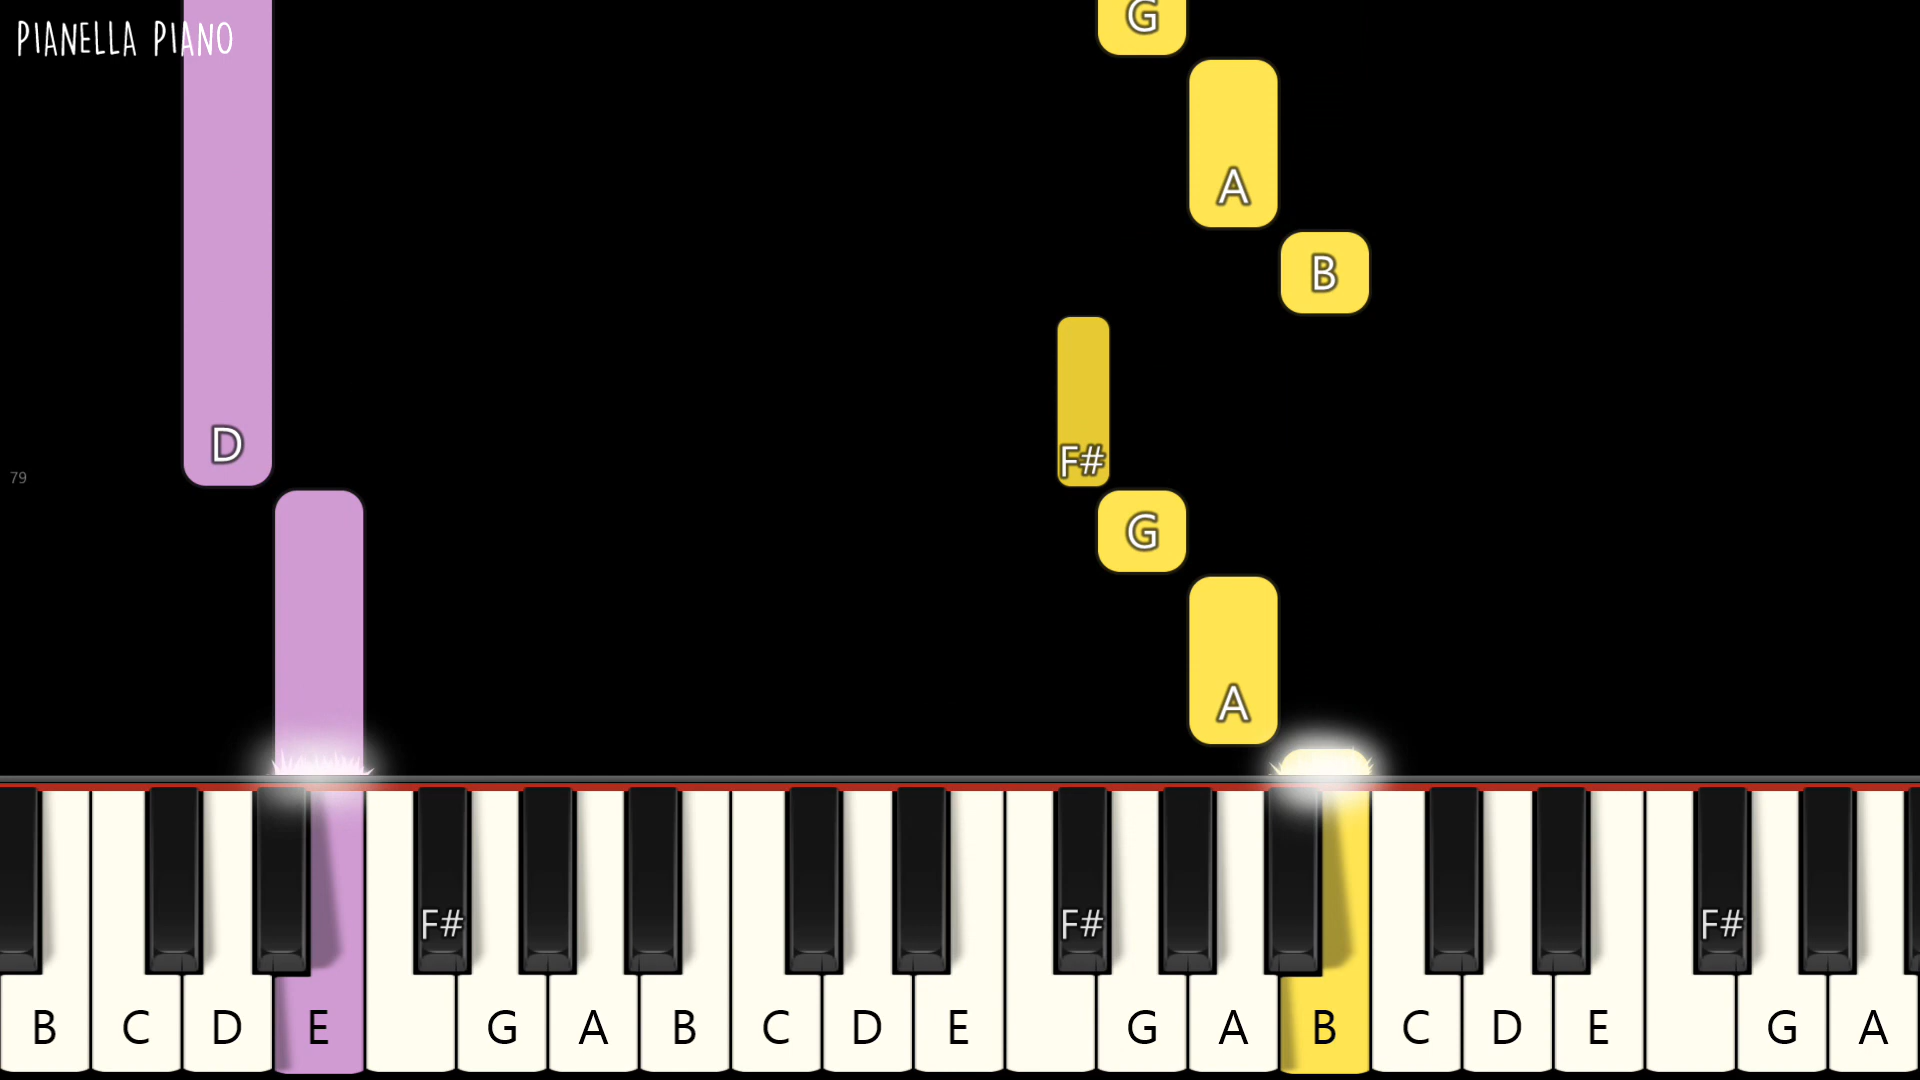 PIANELLA PIANO
G
A
B
D
F#
79
G
A
F# F# F#
B C D E G A B C D E G A B C D E G A